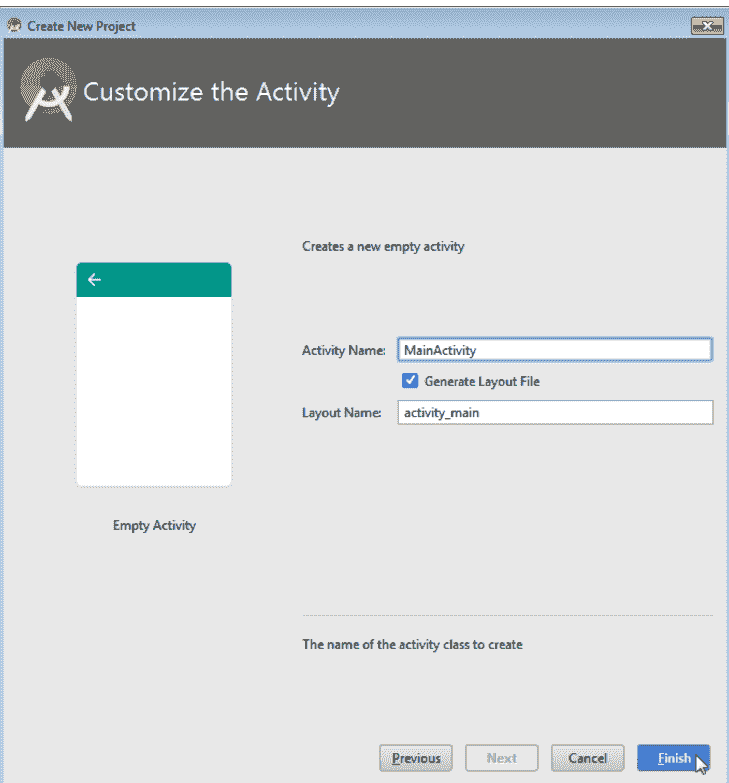 Create New Project
Customize the Activity
Creates a new empty activity
Activity Name: MainActivity
Generate Layout File
Layout Name: activity_main
Empty Activity
The name of the activity class to create
Previous Next Cancel Finish